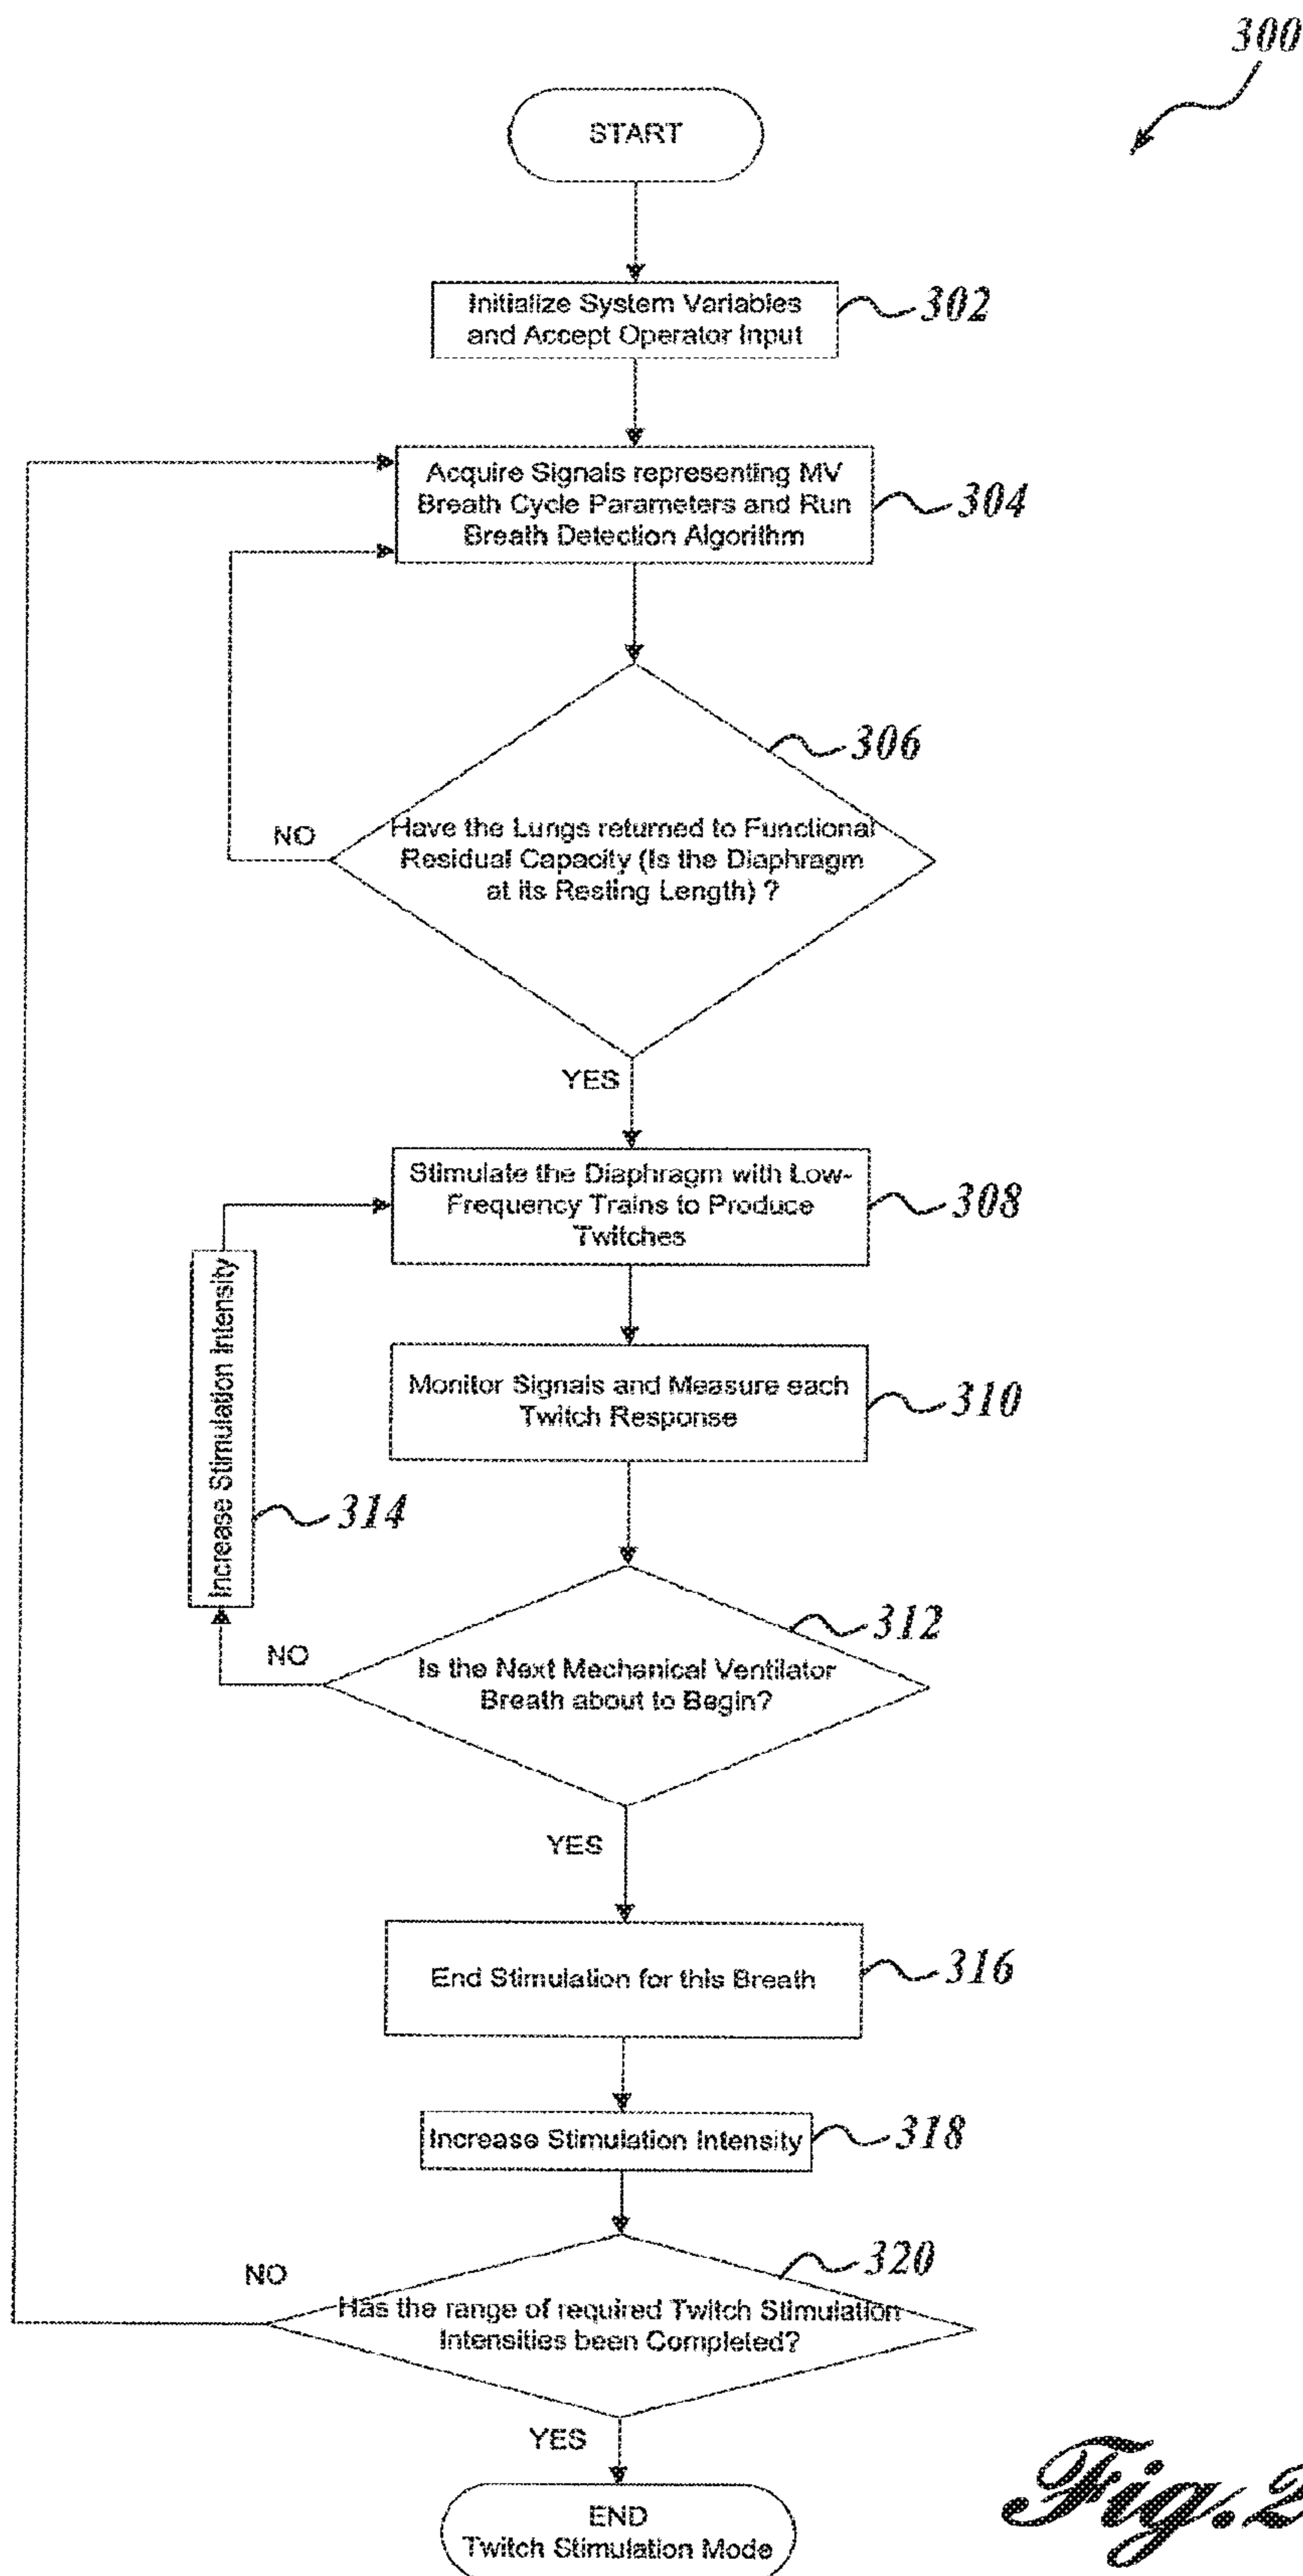 300
START
Initialize System Variables
and Accept Operator Input
302
Acquire Signals representing MV
Breath Cycle Parameters and Run
Breath Detection Algorithm
304
306
NO
Have the Lungs returned to Functional
Residual Capacity (Is the Diaphragm
at its Resting Length) ?
YES
Stimulate the Diaphragm with Low-
Frequency Trains to Produce
Twitches
308
Increase Stimulation Intensity
314
Monitor Signals and Measure each
Twitch Response
310
312
NO
Is the Next Mechanical Ventilator
Breath about to Begin?
YES
End Stimulation for this Breath
316
Increase Stimulation Intensity
318
320
NO
Has the range of required Twitch Stimulation
Intensities been Completed?
YES
END
Twitch Stimulation Mode
Fig.2